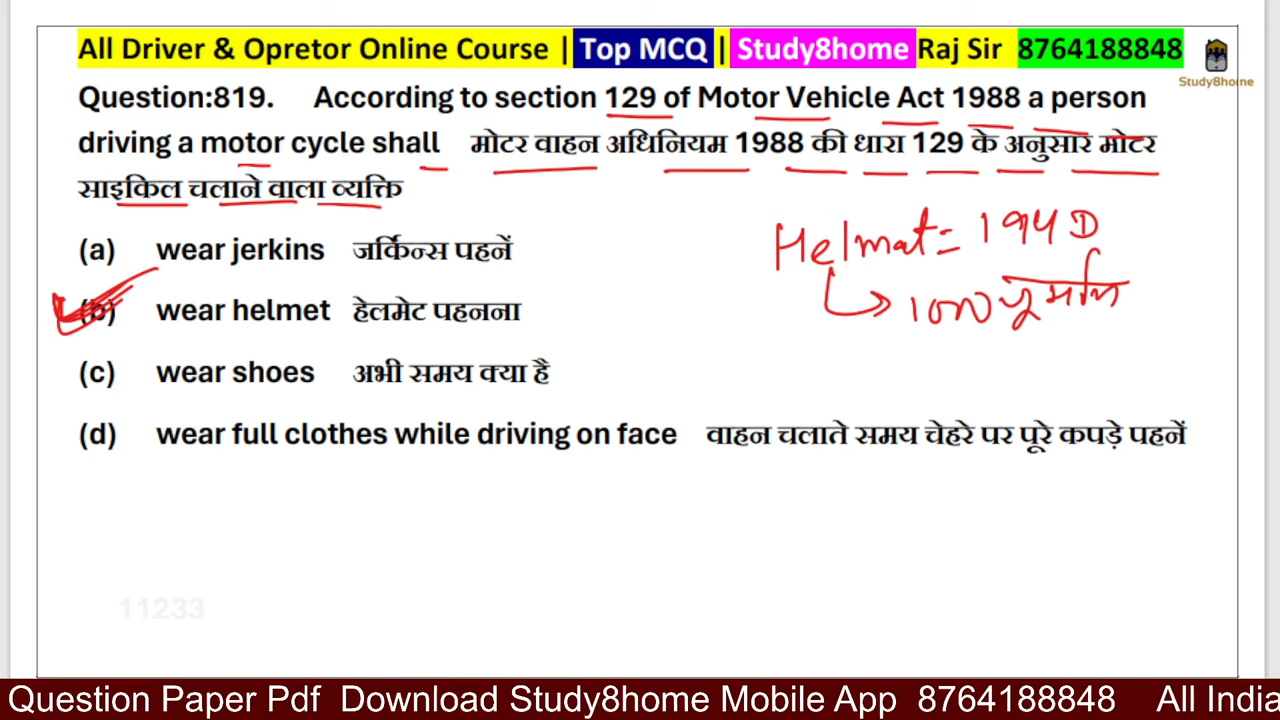 All Driver & Opretor Online Course | Top MCQ | Study8home Raj Sir 8764188848
Study8home
Question:819. According to section 129 of Motor Vehicle Act 1988 a person
driving a motor cycle shall मोटर वाहन अधिनियम 1988 की धारा 129 के अनुसार मोटर
साइकिल चलाने वाला व्यक्ति
Helmat = 194 D
(a) wear jerkins जर्किन्स पहनें
(b) wear helmet हेलमेट पहनना
1000
(c) wear shoes अभी समय क्या है
(d) wear full clothes while driving on face वाहन चलाते समय चेहरे पर पूरे कपड़े पहनें
11233
Question Paper Pdf Download Study8home Mobile App 8764188848 All India